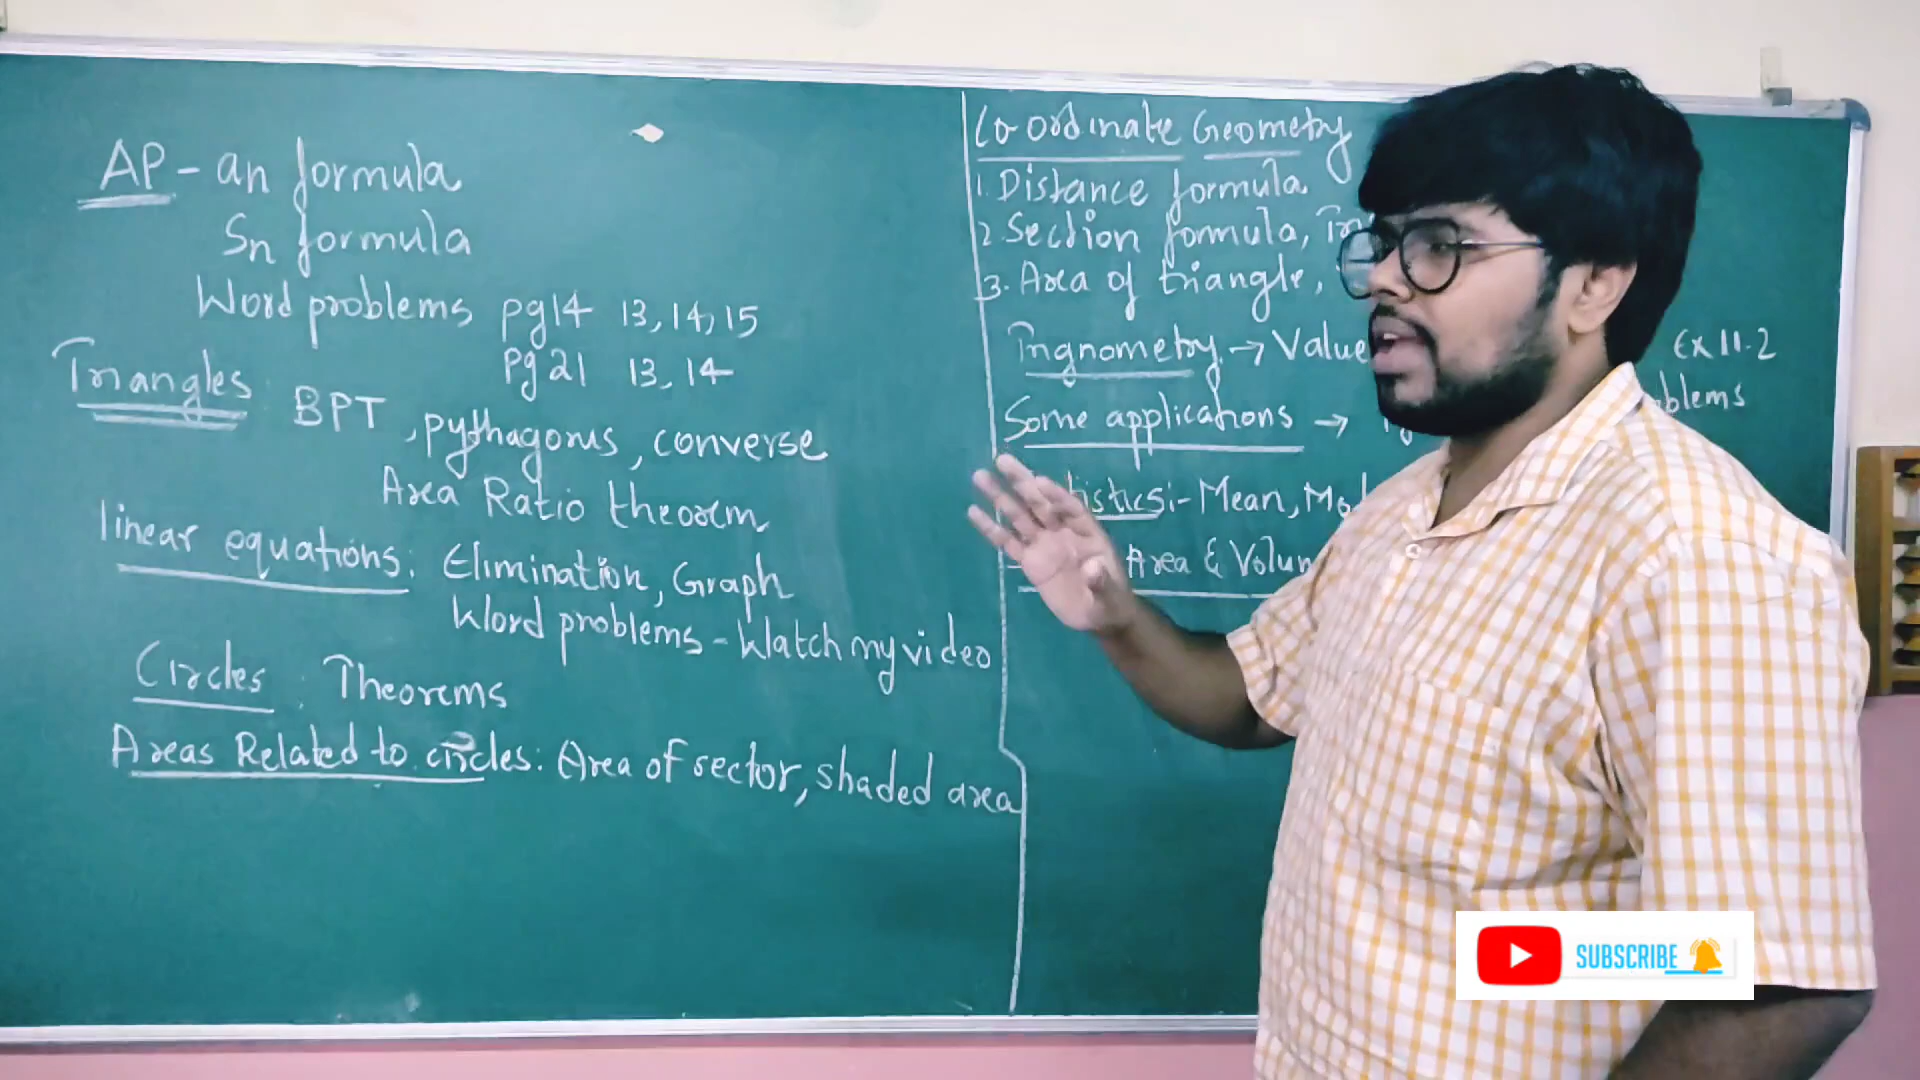 AP - an formula
Sn formula
Word problems pg14 13, 14, 15
pg 21 13, 14
Triangles: BPT, pythagorus, converse
Area Ratio theorem
linear equations: Elimination, Graph
Word problems - Watch my video
Circles: Theorems
Areas Related to circles: Area of sector, shaded area
Co-ordinate Geometry
1. Distance formula
2. Section formula,
3. Area of triangle,
Trignometry → Value Ex 11.2
Some applications →
Mean,
Area &
SUBSCRIBE